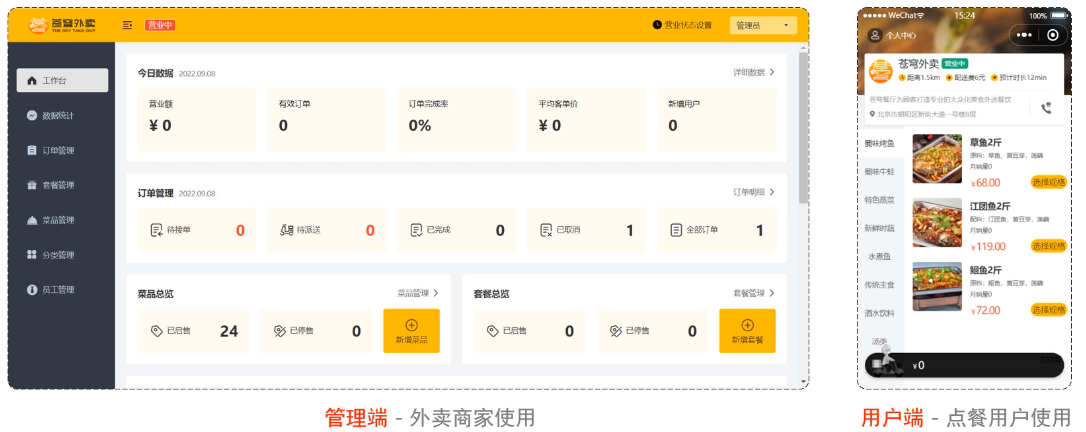 苍穹外卖
THE SKY TAKE-OUT
营业中
营业状态设置
管理员
工作台
数据统计
订单管理
套餐管理
菜品管理
分类管理
员工管理
今日数据 2022.09.08
详细数据
营业额 有效订单 订单完成率 平均客单价 新增用户
¥ 0 0 0% ¥ 0 0
订单管理 2022.09.08
订单明细
待接单 0 待派送 0 已完成 0 已取消 1 全部订单 1
菜品总览 菜品管理
已启售 24 已停售 0 新增菜品
套餐总览 套餐管理
已启售 0 已停售 0 新增套餐
管理端 - 外卖商家使用
WeChat 15:24 100%
个人中心
苍穹外卖 营业中
距离1.5km 配送费6元 预计时长12min
苍穹餐厅为顾客打造专业的大众化美食外送餐饮
北京市朝阳区新街大道一号楼8层
蜀味烤鱼
蜀味牛蛙
特色蒸菜
新鲜时蔬
水煮鱼
传统主食
酒水饮料
汤类
草鱼2斤
原料：草鱼，黄豆芽，莲藕
月销量0
¥68.00 选择规格
江团鱼2斤
配料：江团鱼，黄豆芽，莲藕
月销量0
¥119.00 选择规格
鮰鱼2斤
原料：鮰鱼，黄豆芽，莲藕
月销量0
¥72.00 选择规格
¥0
用户端 - 点餐用户使用